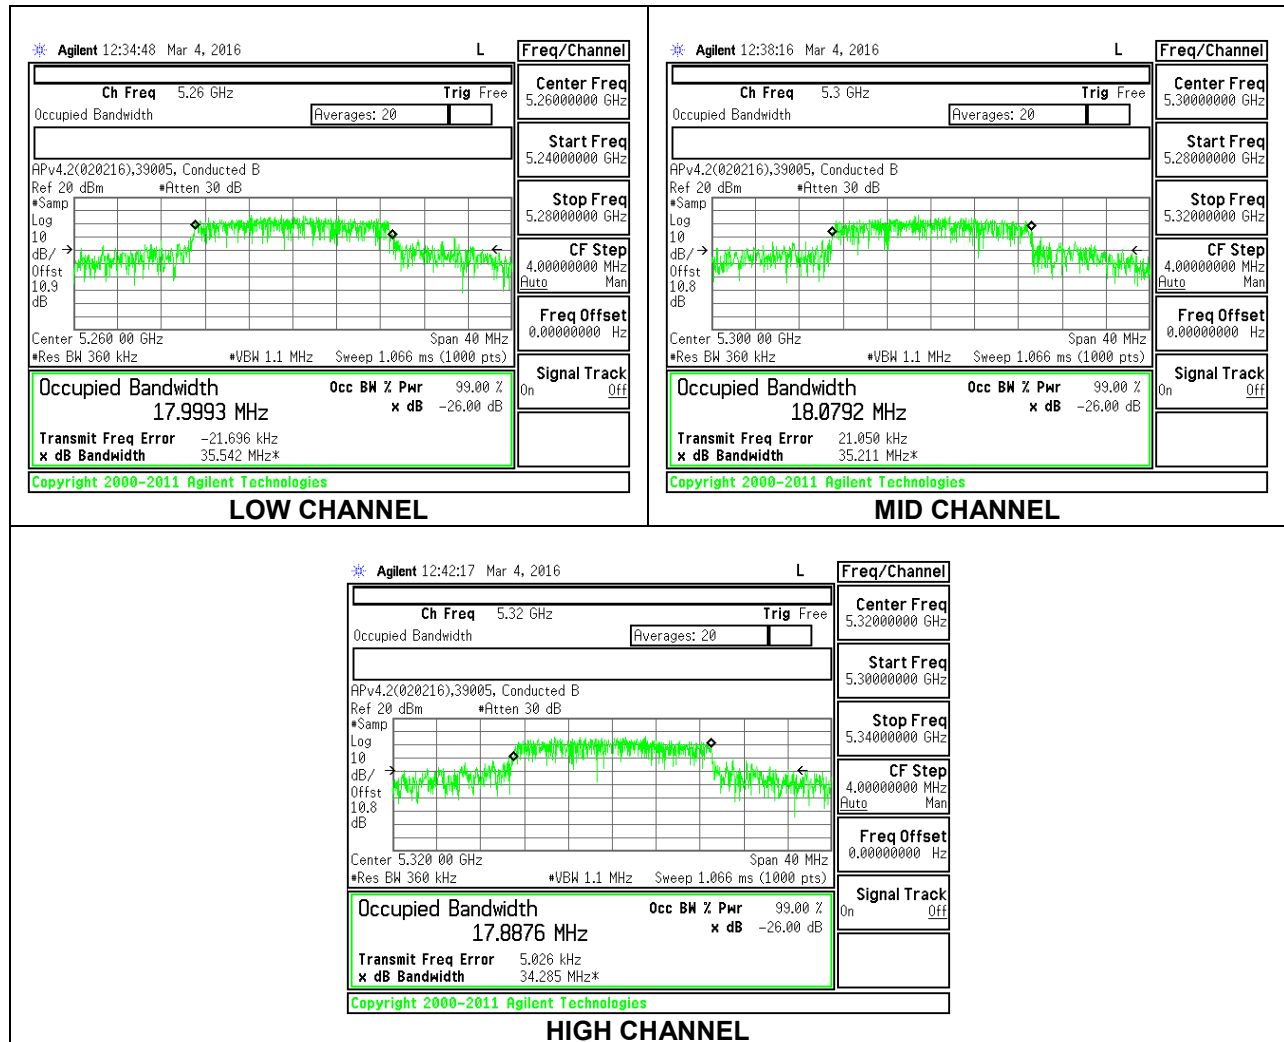 Agilent 12:34:48 Mar 4, 2016 L Freq/Channel
Ch Freq 5.26 GHz Trig Free
Occupied Bandwidth Averages: 20
APv4.2(020216),39005, Conducted B
Ref 20 dBm #Atten 30 dB
#Samp
Log
10
dB/
Offst
10.9
dB
Center 5.260 00 GHz Span 40 MHz
#Res BW 360 kHz #VBW 1.1 MHz Sweep 1.066 ms (1000 pts)
Occupied Bandwidth Occ BW % Pwr 99.00 %
17.9993 MHz x dB -26.00 dB
Transmit Freq Error -21.696 kHz
x dB Bandwidth 35.542 MHz*
Copyright 2000-2011 Agilent Technologies
Center Freq
5.26000000 GHz
Start Freq
5.24000000 GHz
Stop Freq
5.28000000 GHz
CF Step
4.00000000 MHz
Auto Man
Freq Offset
0.00000000 Hz
Signal Track
On Off
LOW CHANNEL
Agilent 12:38:16 Mar 4, 2016 L Freq/Channel
Ch Freq 5.3 GHz Trig Free
Occupied Bandwidth Averages: 20
APv4.2(020216),39005, Conducted B
Ref 20 dBm #Atten 30 dB
#Samp
Log
10
dB/
Offst
10.8
dB
Center 5.300 00 GHz Span 40 MHz
#Res BW 360 kHz #VBW 1.1 MHz Sweep 1.066 ms (1000 pts)
Occupied Bandwidth Occ BW % Pwr 99.00 %
18.0792 MHz x dB -26.00 dB
Transmit Freq Error 21.050 kHz
x dB Bandwidth 35.211 MHz*
Copyright 2000-2011 Agilent Technologies
Center Freq
5.30000000 GHz
Start Freq
5.28000000 GHz
Stop Freq
5.32000000 GHz
CF Step
4.00000000 MHz
Auto Man
Freq Offset
0.00000000 Hz
Signal Track
On Off
MID CHANNEL
Agilent 12:42:17 Mar 4, 2016 L Freq/Channel
Ch Freq 5.32 GHz Trig Free
Occupied Bandwidth Averages: 20
APv4.2(020216),39005, Conducted B
Ref 20 dBm #Atten 30 dB
#Samp
Log
10
dB/
Offst
10.8
dB
Center 5.320 00 GHz Span 40 MHz
#Res BW 360 kHz #VBW 1.1 MHz Sweep 1.066 ms (1000 pts)
Occupied Bandwidth Occ BW % Pwr 99.00 %
17.8876 MHz x dB -26.00 dB
Transmit Freq Error 5.026 kHz
x dB Bandwidth 34.285 MHz*
Copyright 2000-2011 Agilent Technologies
Center Freq
5.32000000 GHz
Start Freq
5.30000000 GHz
Stop Freq
5.34000000 GHz
CF Step
4.00000000 MHz
Auto Man
Freq Offset
0.00000000 Hz
Signal Track
On Off
HIGH CHANNEL